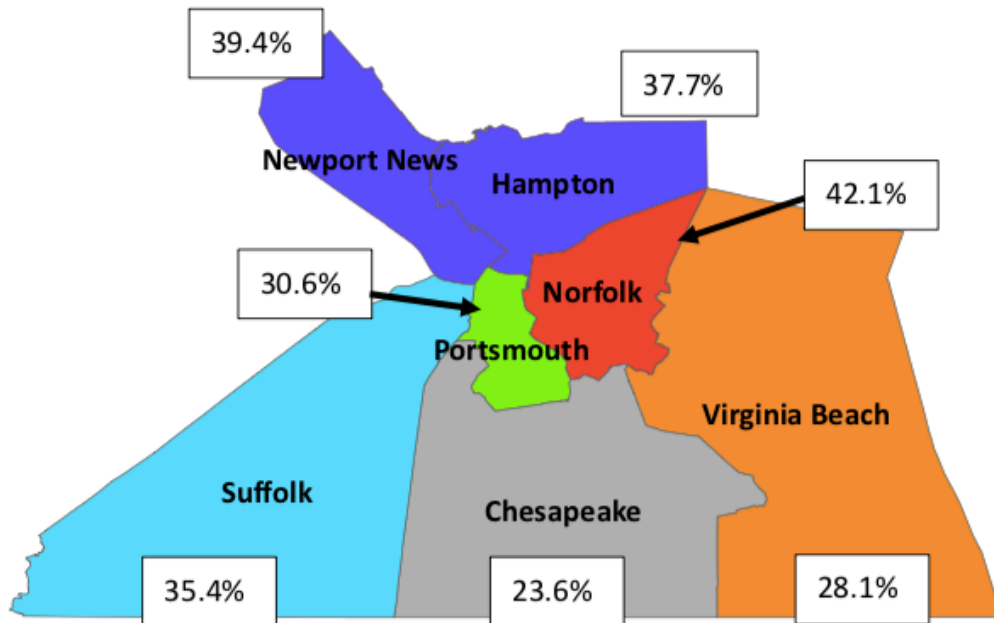 39.4%
37.7%
Newport News
Hampton
42.1%
30.6%
Norfolk
Portsmouth
Virginia Beach
Suffolk
Chesapeake
35.4%
23.6%
28.1%